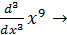 d³/dx³ x⁹ →